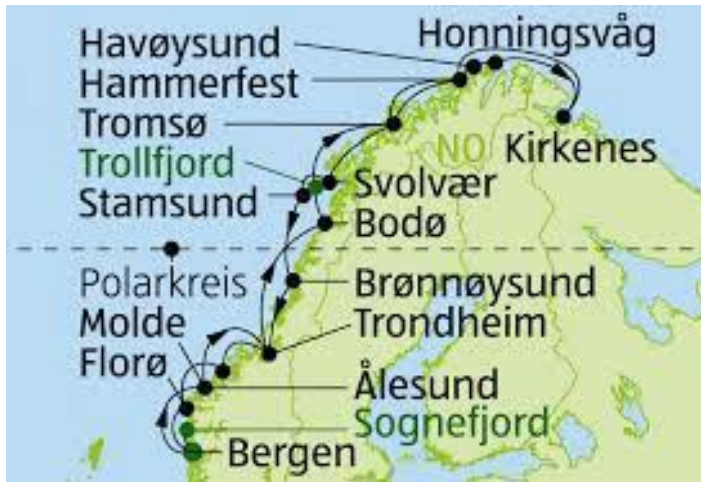 Havøysund
Honningsvåg
Hammerfest
Tromsø
NO
Kirkenes
Trollfjord
Svolvær
Stamsund
Bodø
Polarkreis
Brønnøysund
Molde
Trondheim
Florø
Ålesund
Sognefjord
Bergen